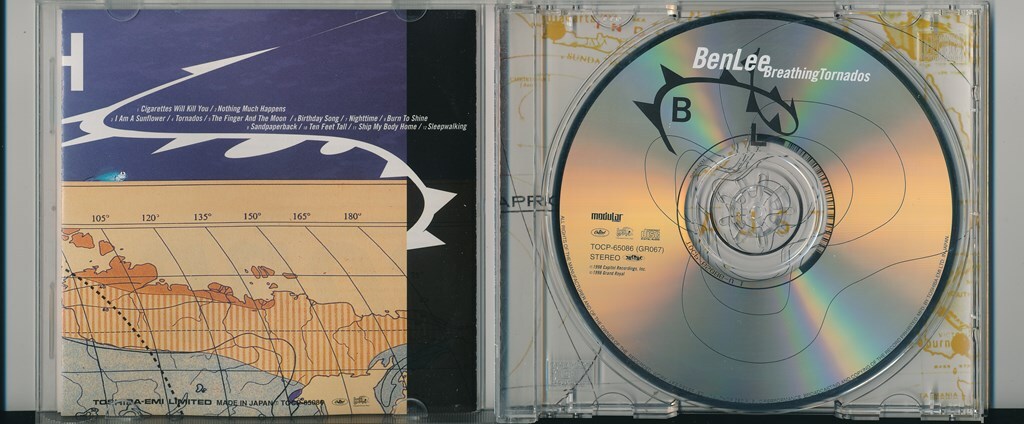 H
1 Cigarettes Will Kill You / 2 Nothing Much Happens
3 I Am A Sunflower / 4 Tornados / 5 The Finger And The Moon / 6 Birthday Song / 7 Nighttime / 8 Burn To Shine
9 Sandpaperback / 10 Ten Feet Tall / 11 Ship My Body Home / 12 Sleepwalking
105° 120° 135° 150° 165° 180°
TOSHIBA-EMI LIMITED MADE IN JAPAN TOCP-65086
BenLee
BreathingTornados
B
L
modular
TOCP-65086 (GR067)
STEREO
℗ 1998 Capitol Recordings, Inc.
© 1998 Grand Royal